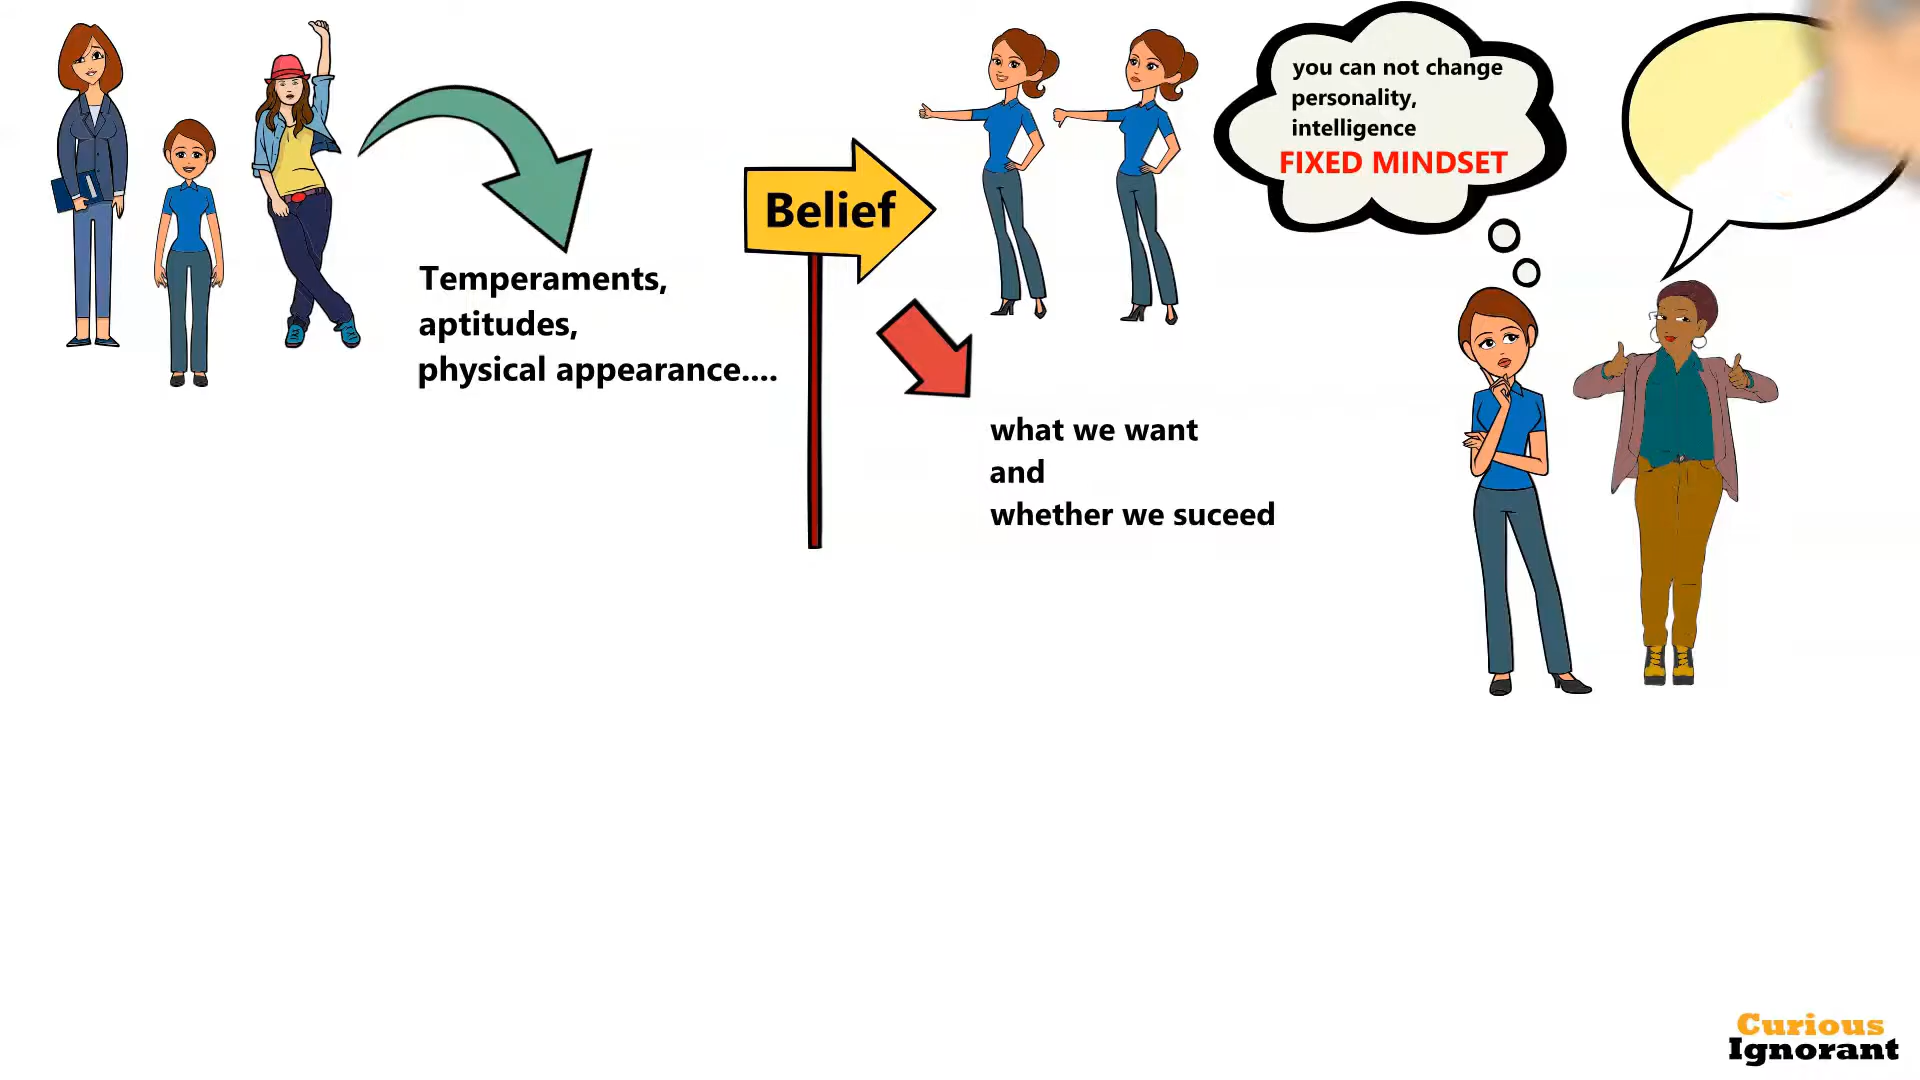 Temperaments,
aptitudes,
physical appearance....
Belief
what we want
and
whether we suceed
you can not change
personality,
intelligence
FIXED MINDSET
Curious
Ignorant